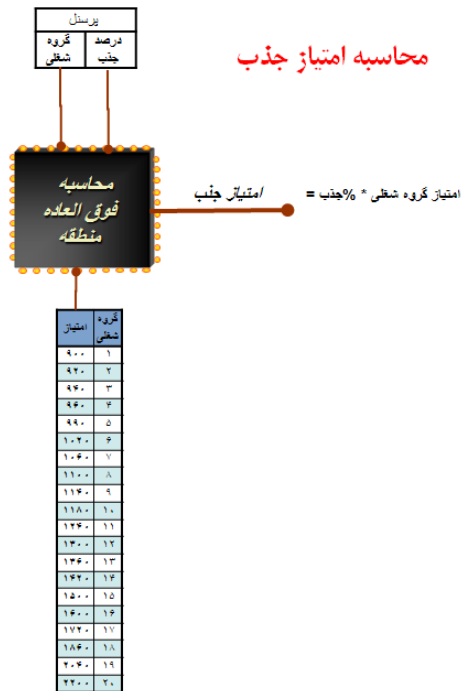 محاسبه امتیاز جذب
پرسنل
درصد جذب
گروه شغلی
محاسبه
فوق العاده
منطقه
امتیاز جذب
امتیاز گروه شغلی * %جذب =
گروه شغلی امتیاز
۱ ۹۰۰
۲ ۹۲۰
۳ ۹۴۰
۴ ۹۶۰
۵ ۹۹۰
۶ ۱۰۲۰
۷ ۱۰۶۰
۸ ۱۱۰۰
۹ ۱۱۴۰
۱۰ ۱۱۸۰
۱۱ ۱۲۴۰
۱۲ ۱۳۰۰
۱۳ ۱۳۶۰
۱۴ ۱۴۲۰
۱۵ ۱۵۰۰
۱۶ ۱۶۰۰
۱۷ ۱۷۲۰
۱۸ ۱۸۶۰
۱۹ ۲۰۴۰
۲۰ ۲۲۰۰